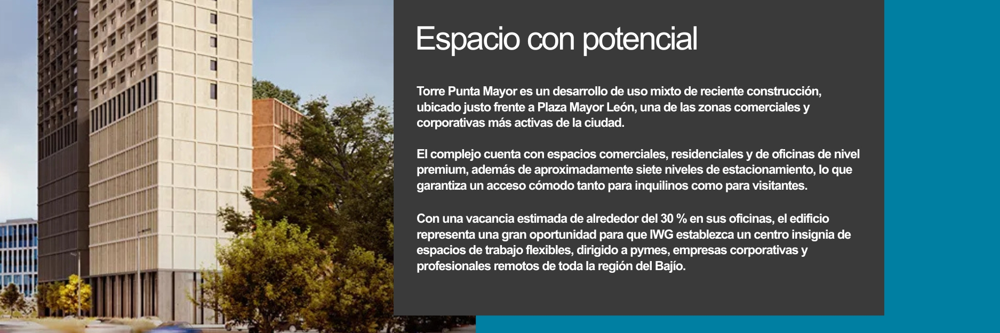 Espacio con potencial
Torre Punta Mayor es un desarrollo de uso mixto de reciente construcción,
ubicado justo frente a Plaza Mayor León, una de las zonas comerciales y
corporativas más activas de la ciudad.
El complejo cuenta con espacios comerciales, residenciales y de oficinas de nivel
premium, además de aproximadamente siete niveles de estacionamiento, lo que
garantiza un acceso cómodo tanto para inquilinos como para visitantes.
Con una vacancia estimada de alrededor del 30 % en sus oficinas, el edificio
representa una gran oportunidad para que IWG establezca un centro insignia de
espacios de trabajo flexibles, dirigido a pymes, empresas corporativas y
profesionales remotos de toda la región del Bajío.